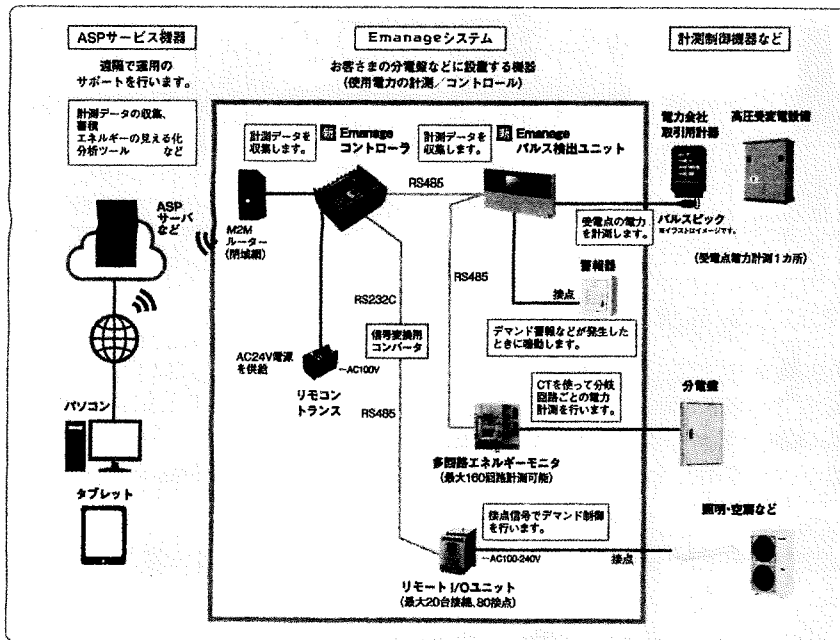 ASPサービス機器
遠隔で運用の
サポートを行います。
計測データの収集、
蓄積
エネルギーの見える化
分析ツール など
ASP
サーバ
など
パソコン
タブレット
Emanageシステム
お客さまの分電盤などに設置する機器
(使用電力の計測/コントロール)
計測データを
収集します。
新 Emanage
コントローラ
計測データを
収集します。
新 Emanage
パルス検出ユニット
RS485
M2M
ルーター
(閉域網)
受電点の電力
を計測します。
RS485
警報器
接点
RS232C
デマンド警報などが発生した
ときに鳴動します。
信号変換用
コンバータ
AC24V電源
を供給
AC100V
リモコン
トランス
RS485
CTを使って分岐
回路ごとの電力
計測を行います。
多回路エネルギーモニタ
(最大160回路計測可能)
接点信号でデマンド制御
を行います。
AC100-240V
接点
リモートI/Oユニット
(最大20台接続、80接点)
計測制御機器など
電力会社
取引用計器
高圧受変電設備
パルスピック
※イラストはイメージです。
(受電点電力計測1カ所)
分電盤
照明・空調など